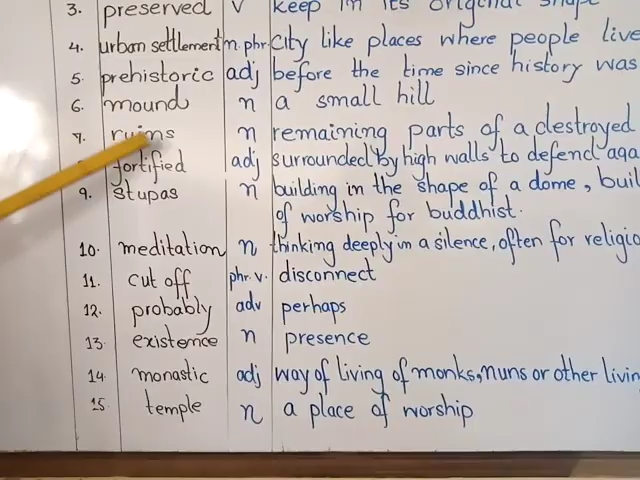 3. preserved v keep in its original shape
4. urban settlement n. phr. City like places where people live
5. prehistoric adj before the time since history was
6. mound n a small hill
7. ruins n remaining parts of a destroyed
fortified adj surrounded by high walls to defend aga
9. stupas n building in the shape of a dome, buil
of worship for buddhist.
10. meditation n thinking deeply in a silence, often for religio
11. cut off phr. v. disconnect
12. probably adv perhaps
13. existence n presence
14. monastic adj way of living of monks, nuns or other livin
15 temple n a place of worship